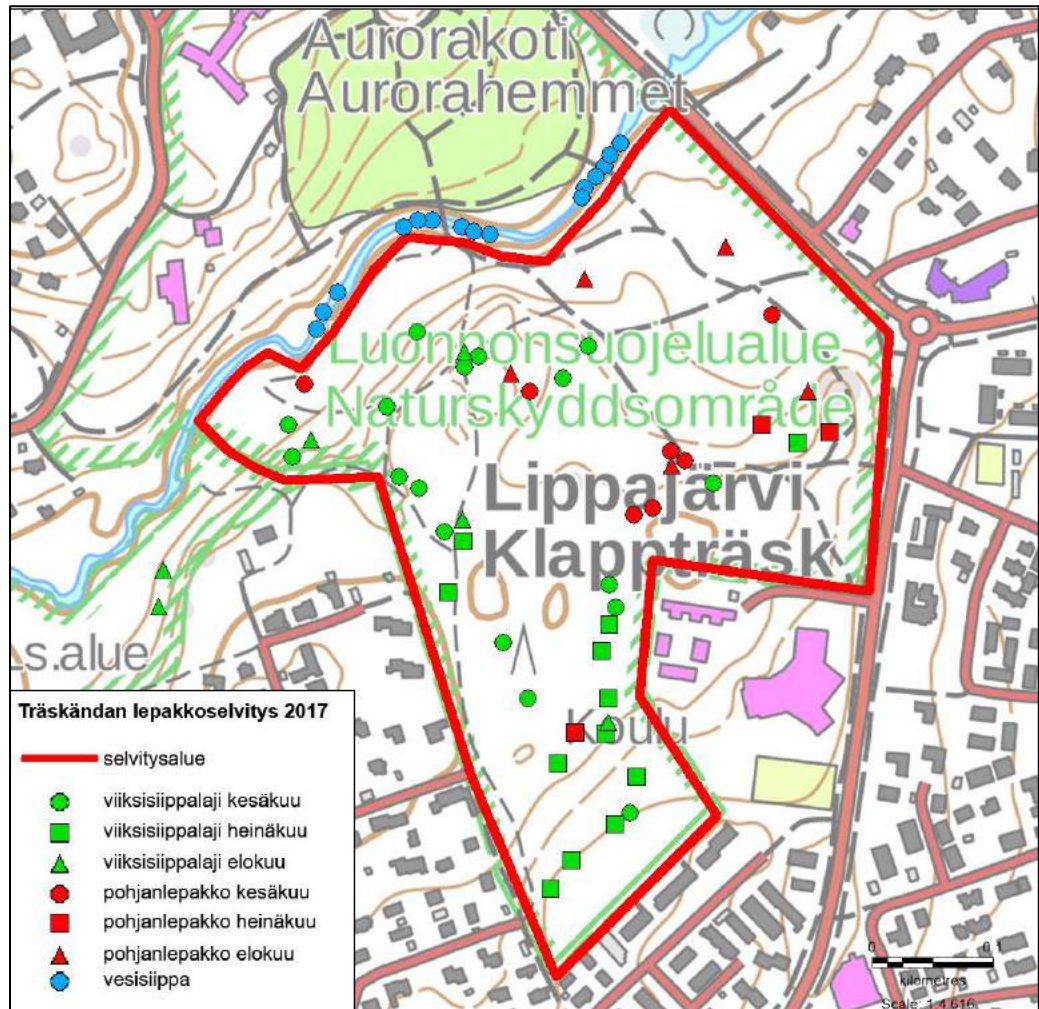 Aurorakoti
Aurorahemmet
Luonnonsuojelualue
Naturskyddsområde
Lippajärvi
Klappträsk
Ls.alue
Koulu
Träskändan lepakkoselvitys 2017
selvitysalue
viiksisiippalaji kesäkuu
viiksisiippalaji heinäkuu
viiksisiippalaji elokuu
pohjanlepakko kesäkuu
pohjanlepakko heinäkuu
pohjanlepakko elokuu
vesisiippa
0 0.1
kilometres
Scale: 1:4 616